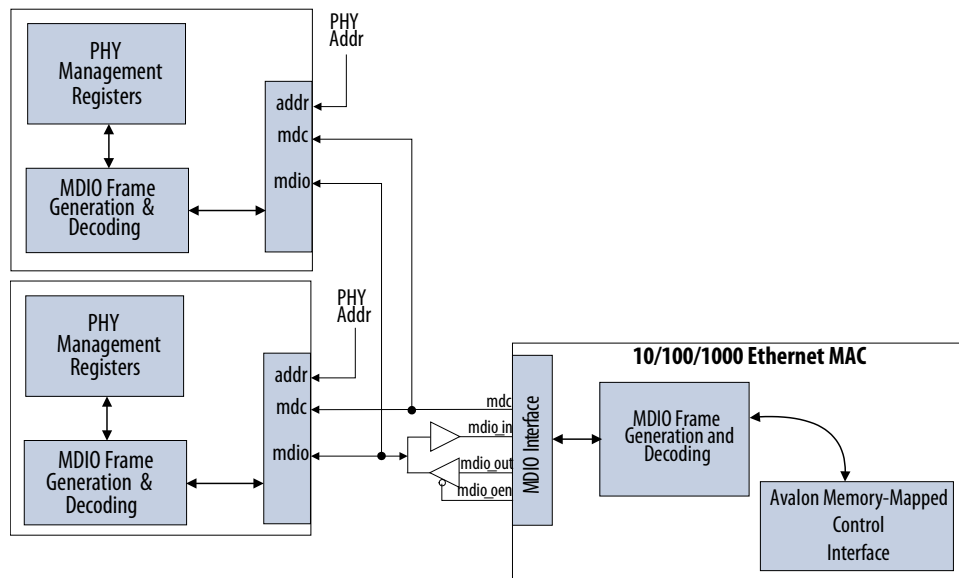 PHY
Management
Registers
MDIO Frame
Generation &
Decoding
addr
mdc
mdio
PHY
Addr
PHY
Management
Registers
MDIO Frame
Generation &
Decoding
addr
mdc
mdio
PHY
Addr
10/100/1000 Ethernet MAC
mdc
mdio_in
mdio_out
mdio_oen
MDIO Interface
MDIO Frame
Generation and
Decoding
Avalon Memory-Mapped
Control
Interface